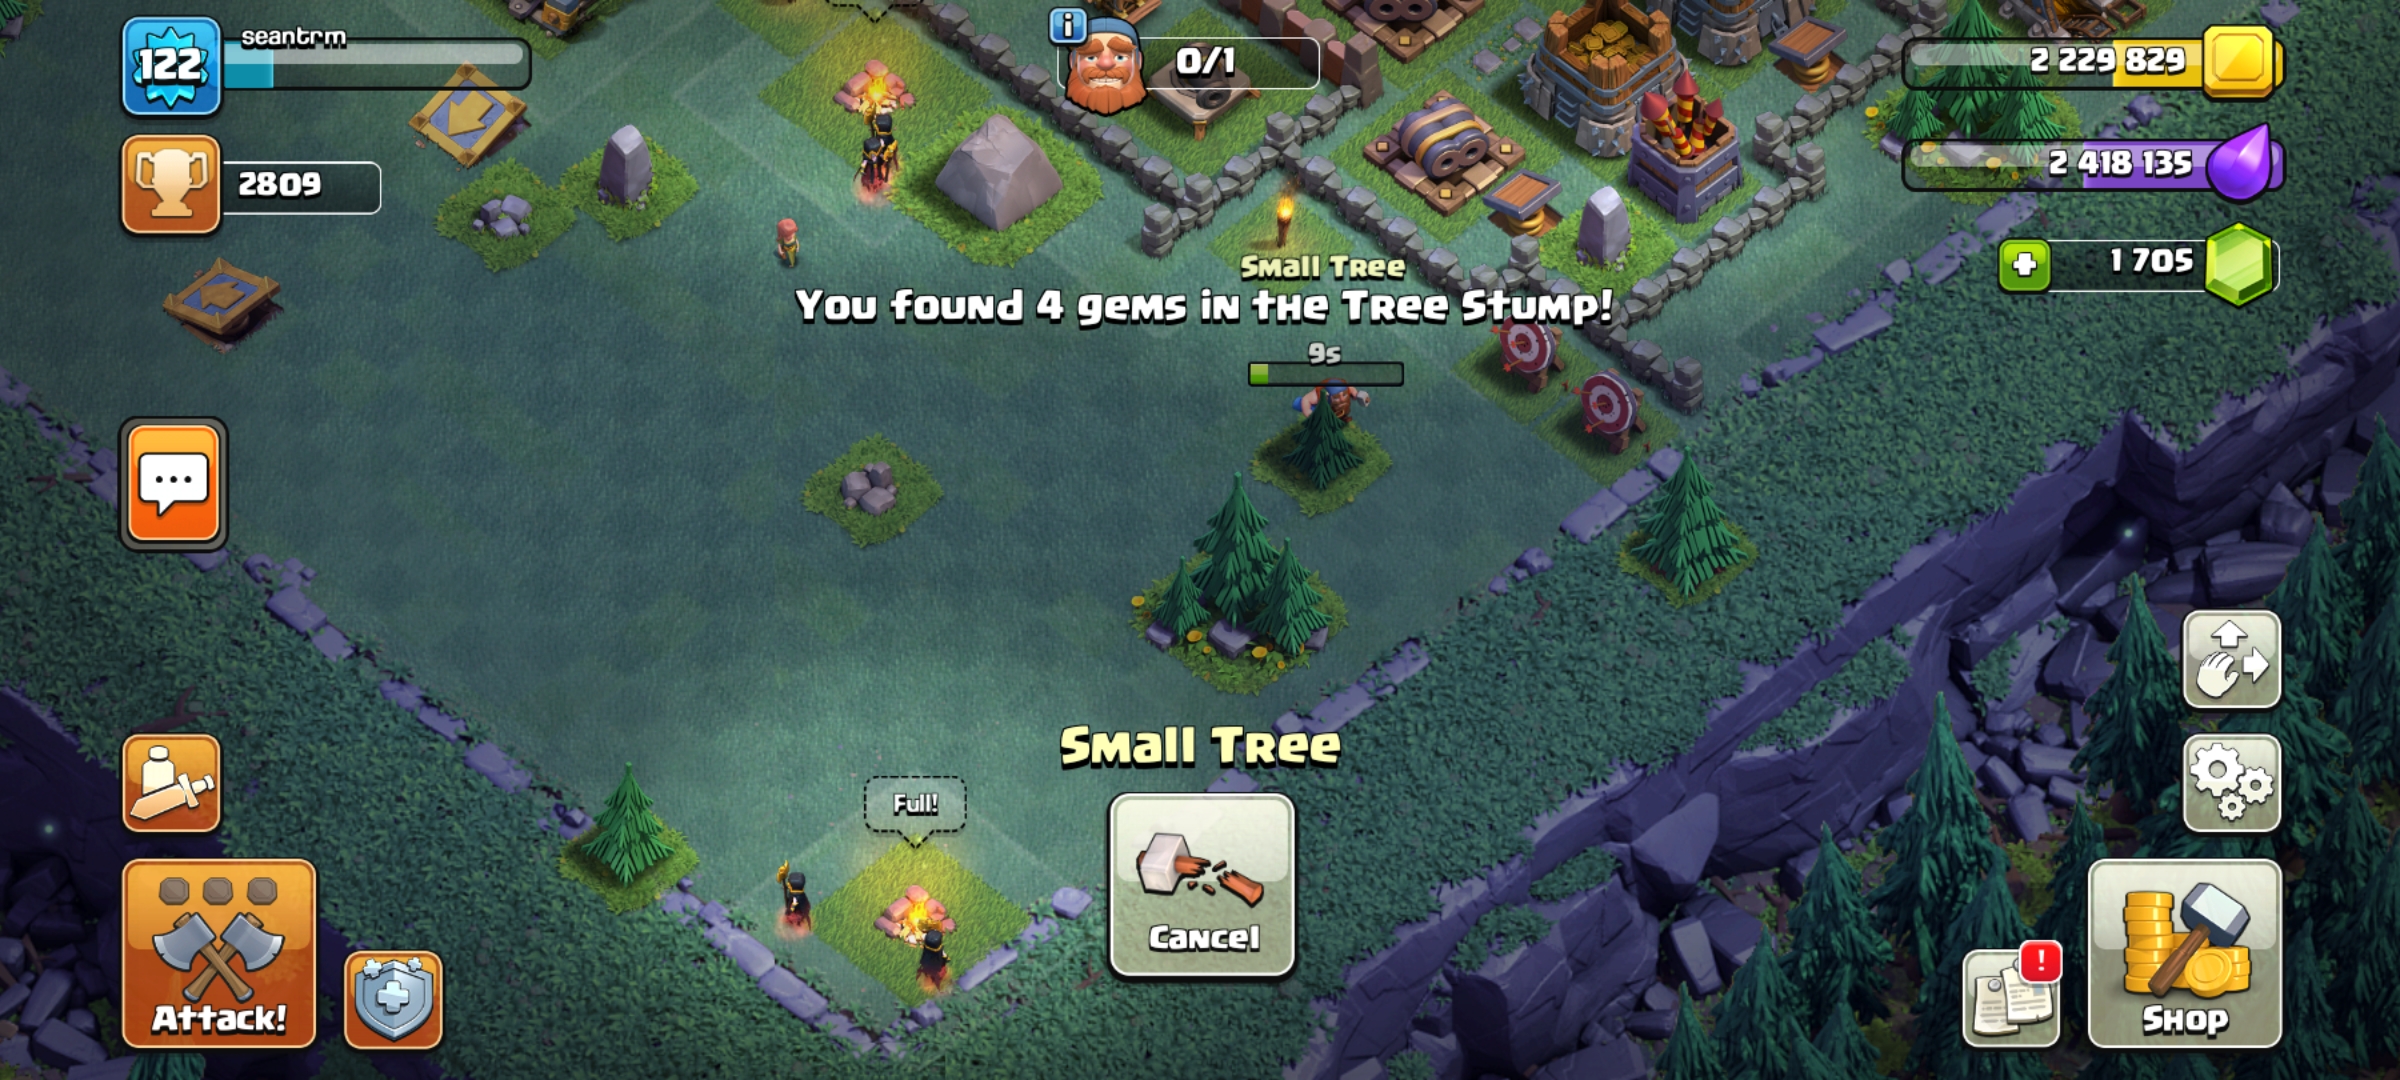 122
seantrm
i
0/1
2 229 829
2809
2 418 135
1 705
Small Tree
You found 4 gems in the Tree Stump!
9s
Small Tree
Full!
Cancel
Attack!
!
Shop